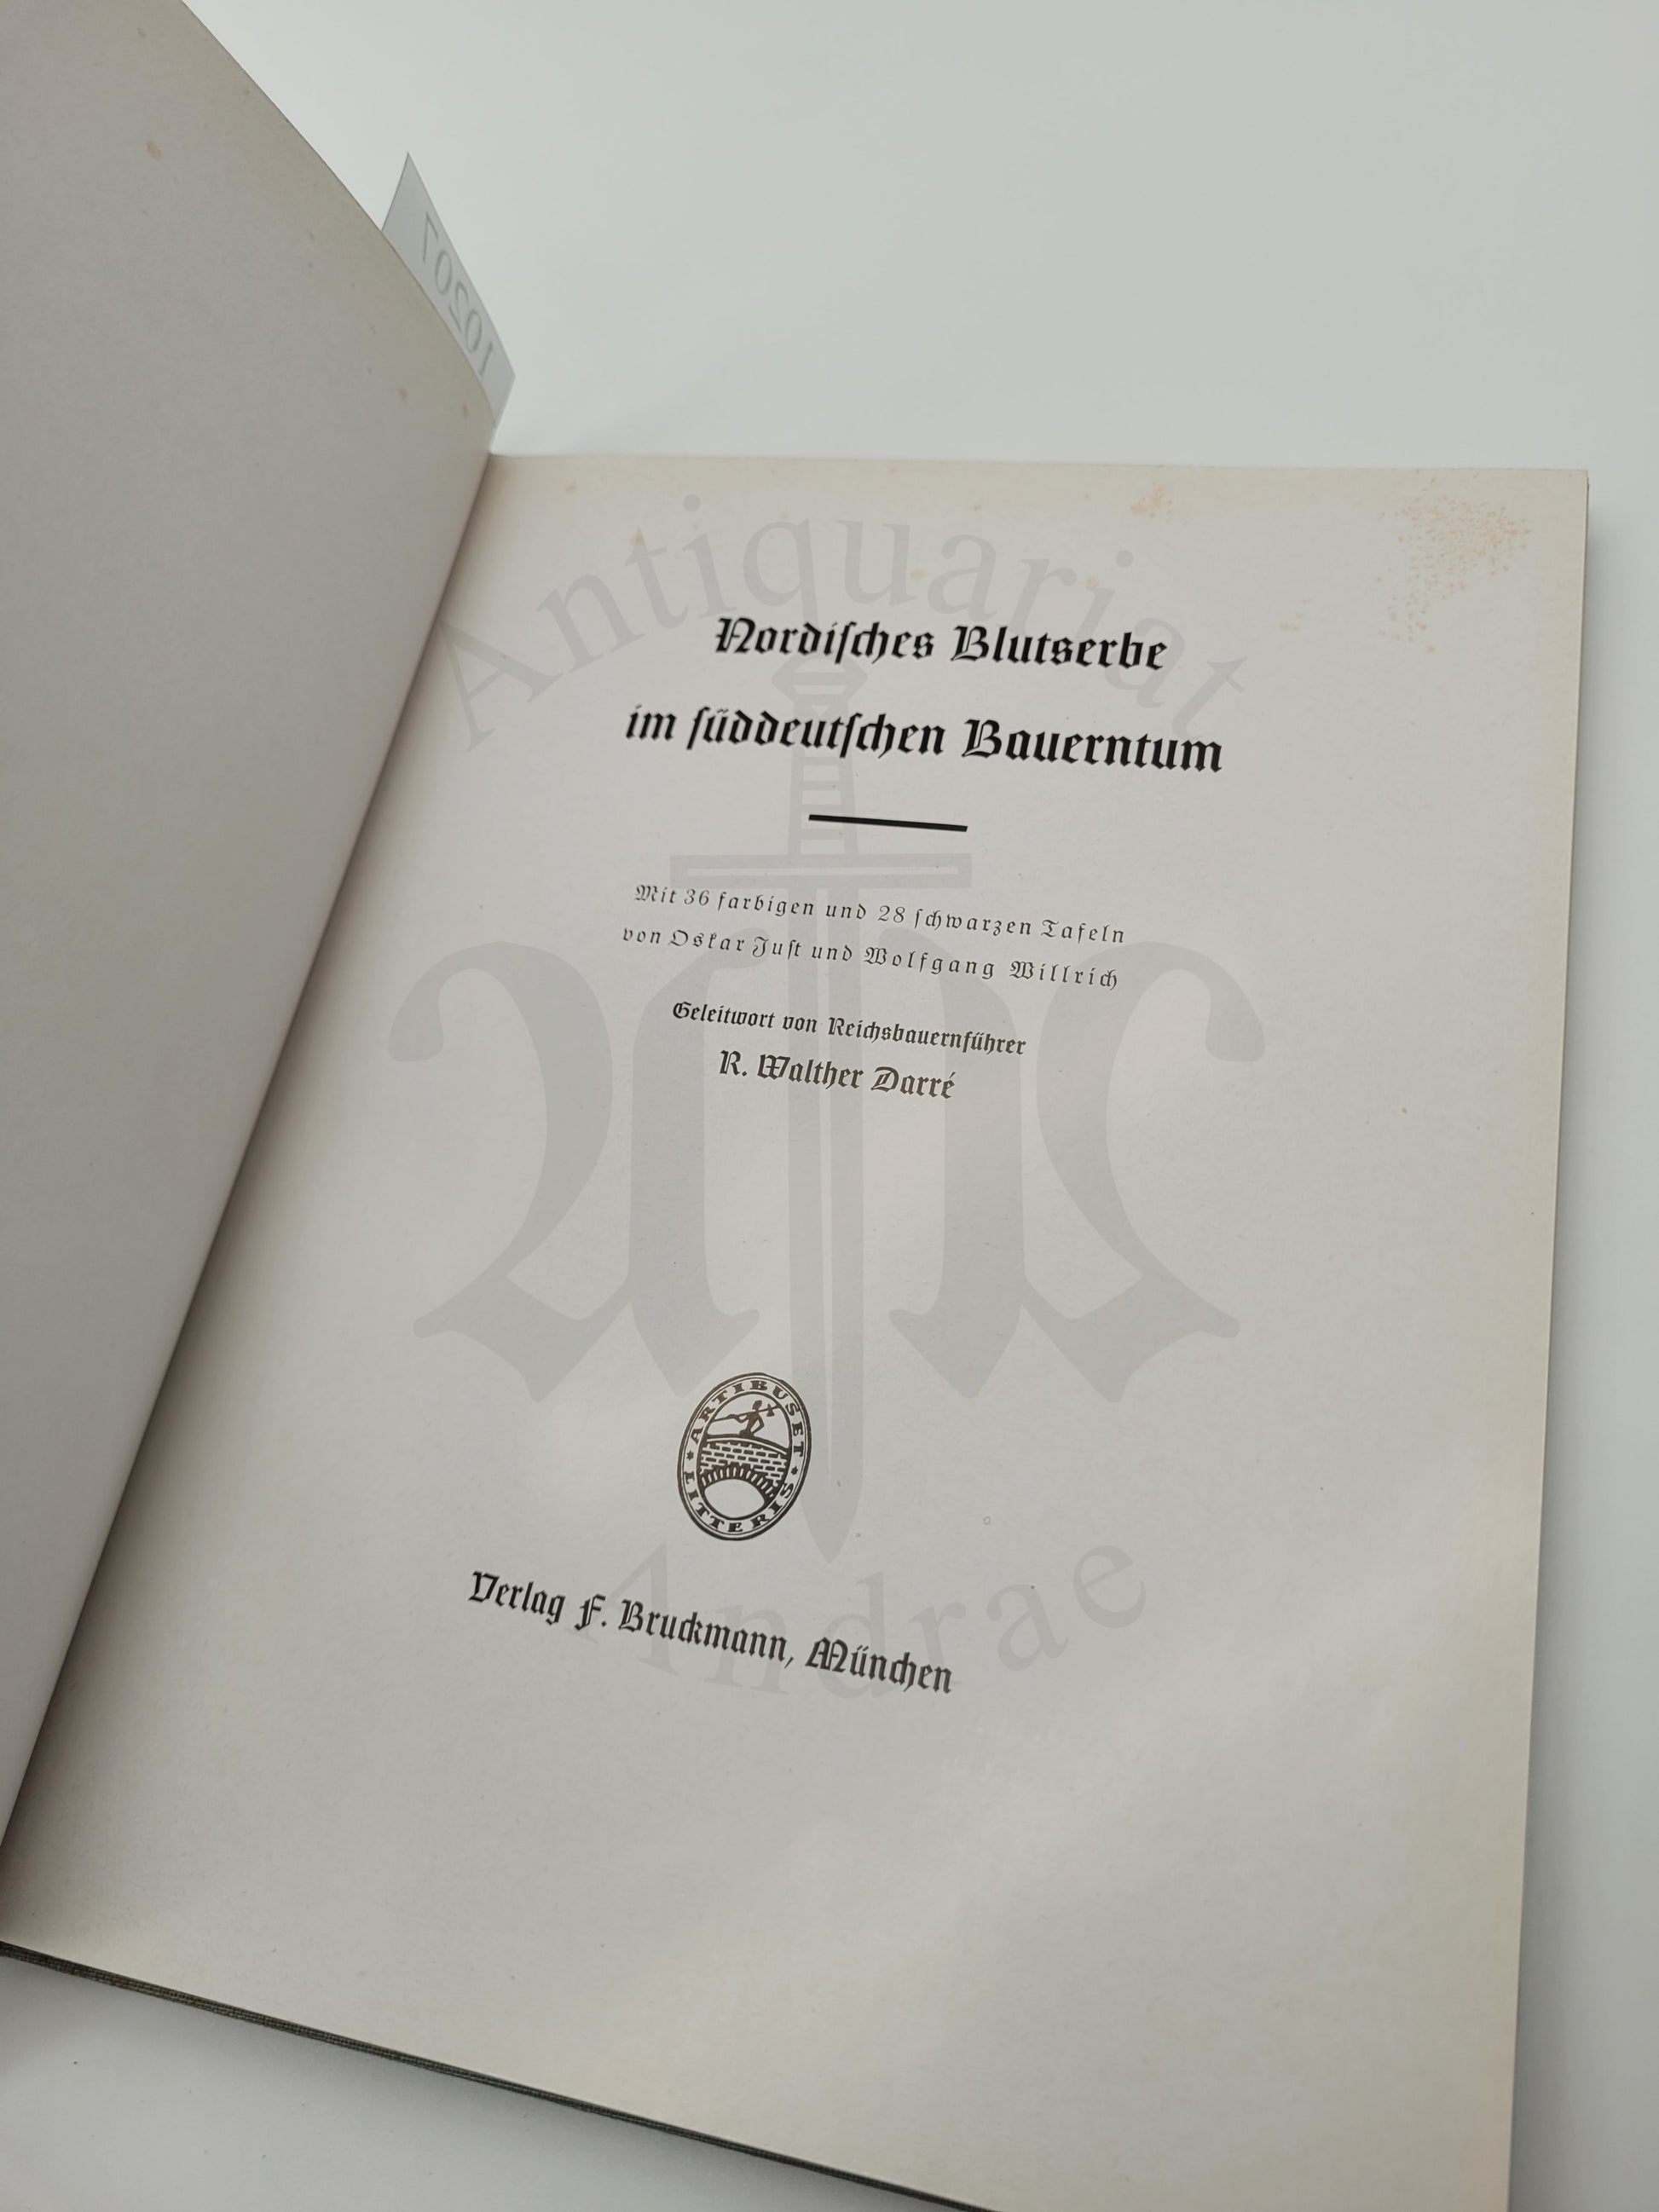 10207
Antiquariat
Nordiſches Blutserbe
im ſüddeutſchen Bauerntum
Mit 36 farbigen und 28 ſchwarzen Tafeln
von Oskar Juſt und Wolfgang Willrich
Geleitwort von Reichsbauernführer
R. Walther Darré
ARTIBUS ET LITTERIS
Verlag F. Bruckmann, München
Andrae